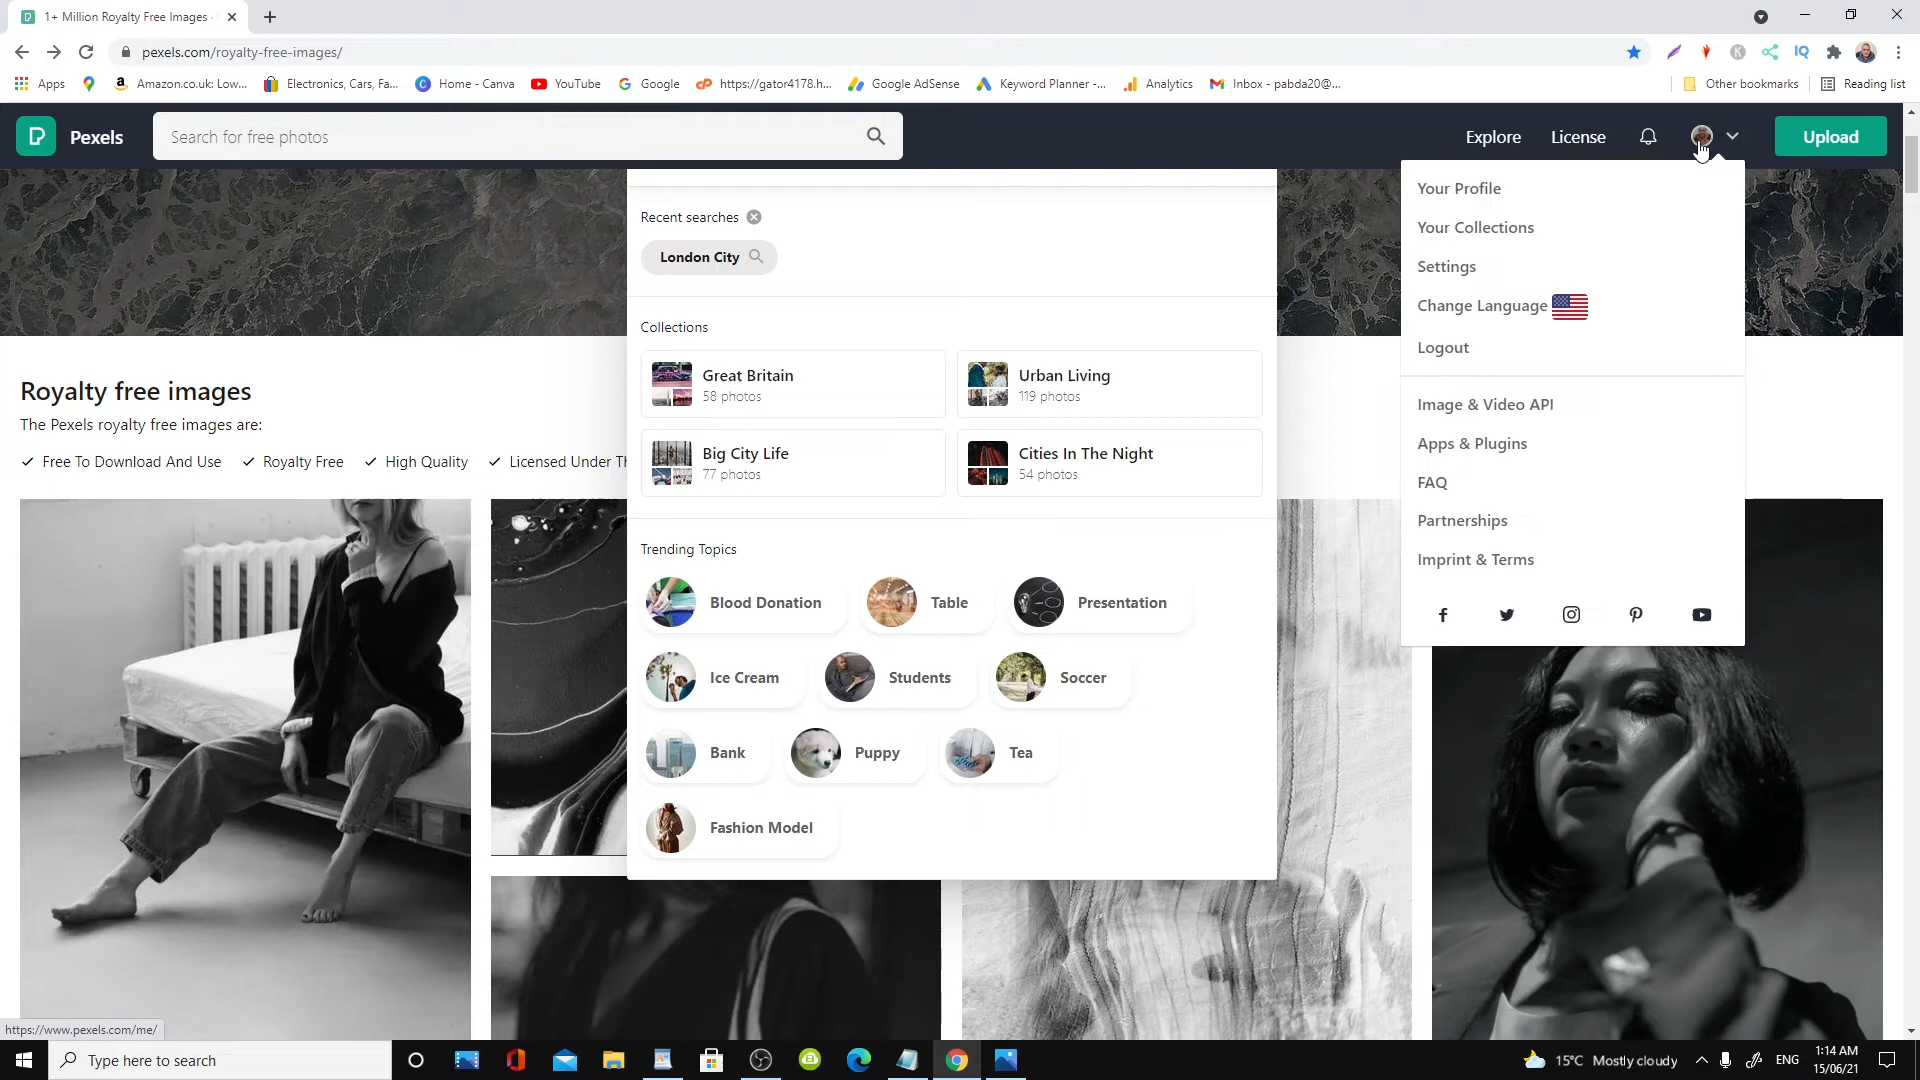 1+ Million Royalty Free Images
pexels.com/royalty-free-images/
Apps
Amazon.co.uk: Low...
Electronics, Cars, Fa...
Home - Canva
YouTube
Google
https://gator4178.h...
Google AdSense
Keyword Planner -...
Analytics
Inbox - pabda20@...
Other bookmarks
Reading list
Pexels
Search for free photos
Explore
License
Upload
Your Profile
Your Collections
Settings
Change Language
Logout
Image & Video API
Apps & Plugins
FAQ
Partnerships
Imprint & Terms
Recent searches
London City
Collections
Great Britain
58 photos
Urban Living
119 photos
Big City Life
77 photos
Cities In The Night
54 photos
Trending Topics
Blood Donation
Table
Presentation
Ice Cream
Students
Soccer
Bank
Puppy
Tea
Fashion Model
Royalty free images
The Pexels royalty free images are:
Free To Download And Use
Royalty Free
High Quality
Licensed Under
https://www.pexels.com/me/
Type here to search
15°C Mostly cloudy
ENG
1:14 AM
15/06/21